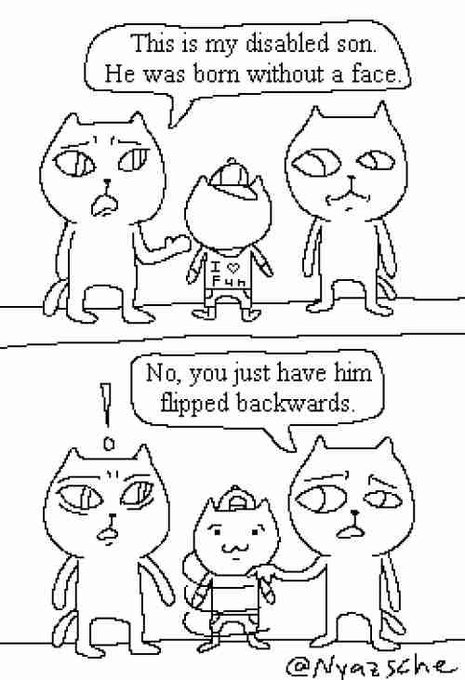 This is my disabled son.
He was born without a face.
I ♡
Fun
!
No, you just have him
flipped backwards.
@Nyazsche